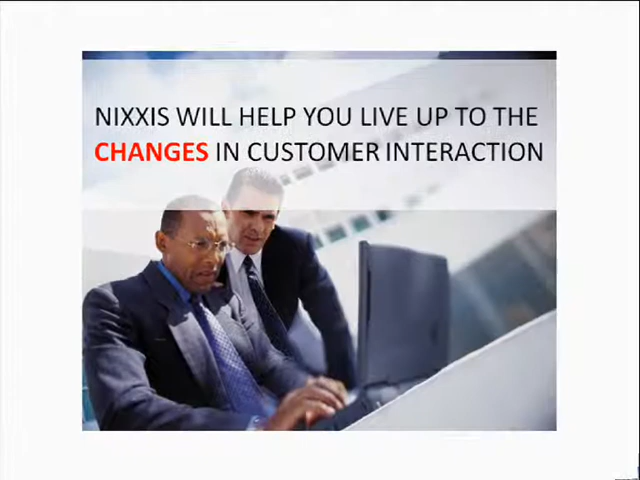 NIXXIS WILL HELP YOU LIVE UP TO THE
CHANGES IN CUSTOMER INTERACTION